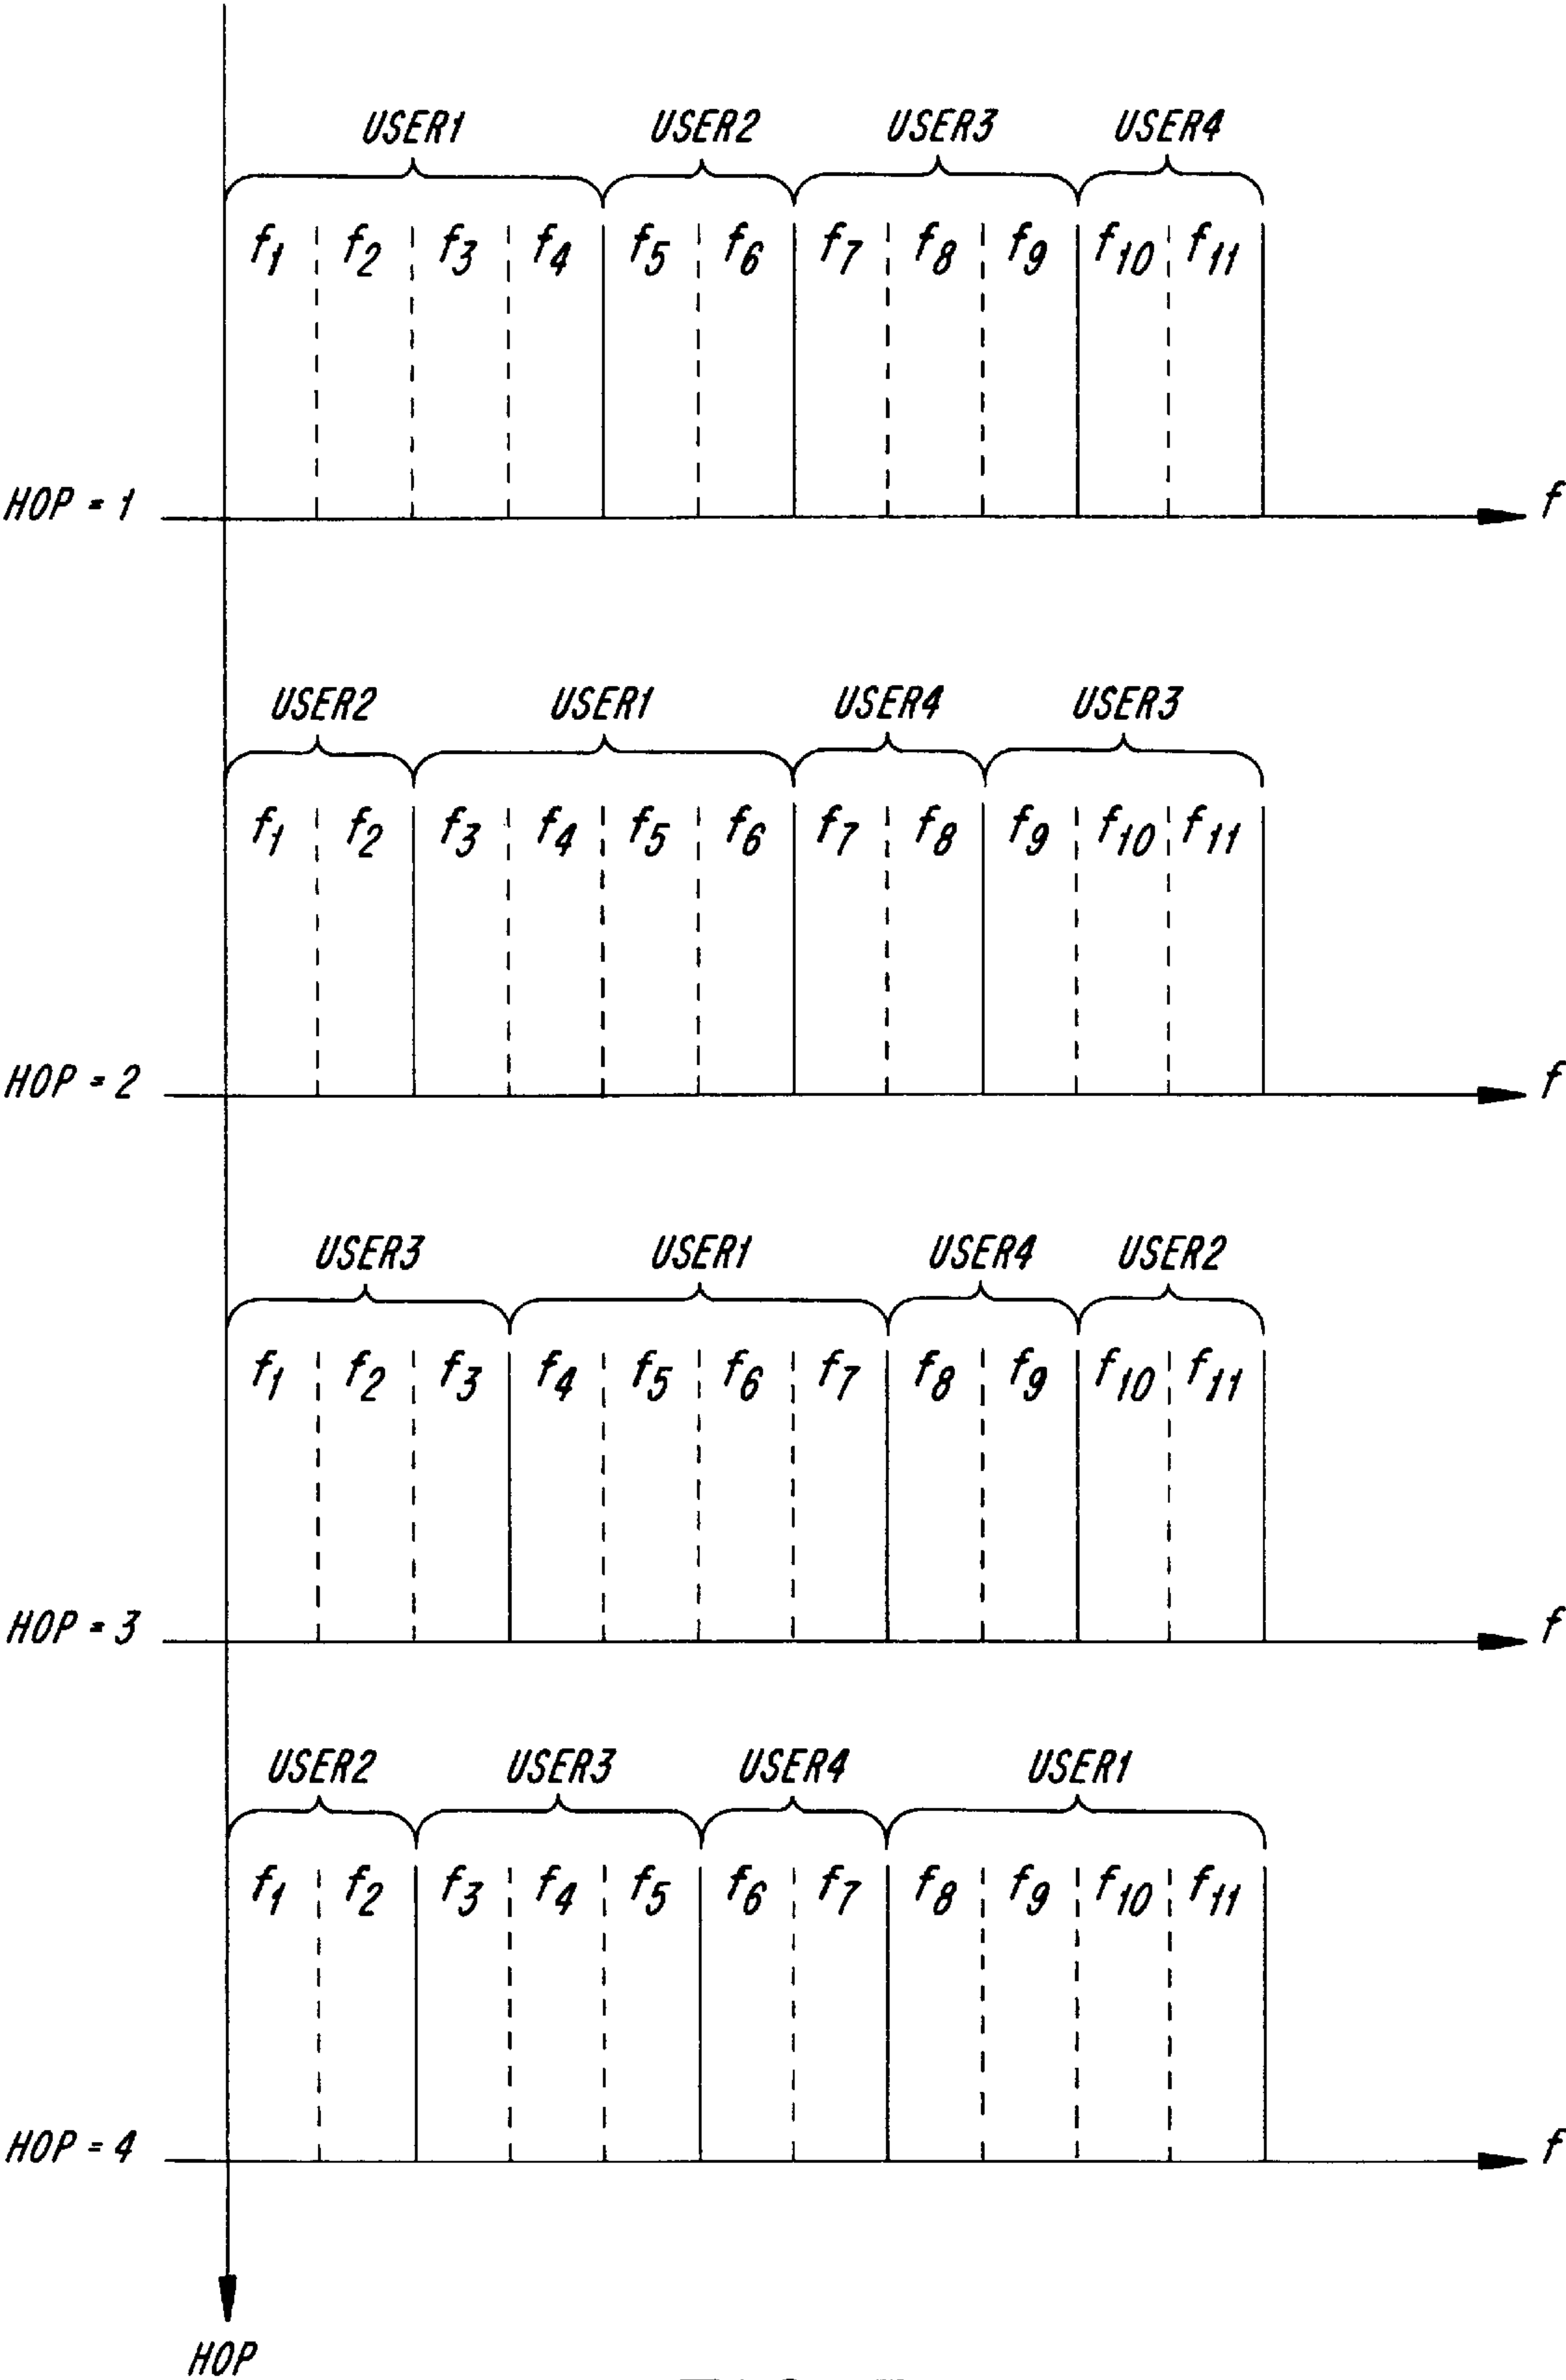 USER1 USER2 USER3 USER4
f1 f2 f3 f4 f5 f6 f7 f8 f9 f10 f11
HOP = 1 f
USER2 USER1 USER4 USER3
f1 f2 f3 f4 f5 f6 f7 f8 f9 f10 f11
HOP = 2 f
USER3 USER1 USER4 USER2
f1 f2 f3 f4 f5 f6 f7 f8 f9 f10 f11
HOP = 3 f
USER2 USER3 USER4 USER1
f1 f2 f3 f4 f5 f6 f7 f8 f9 f10 f11
HOP = 4 f
HOP